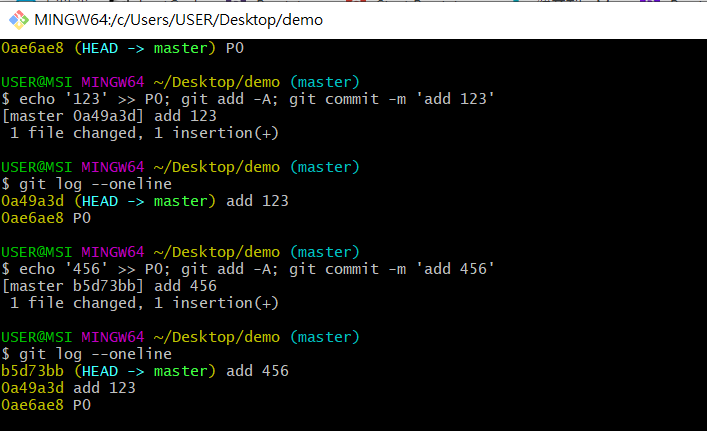 MINGW64:/c/Users/USER/Desktop/demo
0ae6ae8 (HEAD -> master) P0
USER@MSI MINGW64 ~/Desktop/demo (master)
$ echo '123' >> P0; git add -A; git commit -m 'add 123'
[master 0a49a3d] add 123
1 file changed, 1 insertion(+)
USER@MSI MINGW64 ~/Desktop/demo (master)
$ git log --oneline
0a49a3d (HEAD -> master) add 123
0ae6ae8 P0
USER@MSI MINGW64 ~/Desktop/demo (master)
$ echo '456' >> P0; git add -A; git commit -m 'add 456'
[master b5d73bb] add 456
1 file changed, 1 insertion(+)
USER@MSI MINGW64 ~/Desktop/demo (master)
$ git log --oneline
b5d73bb (HEAD -> master) add 456
0a49a3d add 123
0ae6ae8 P0